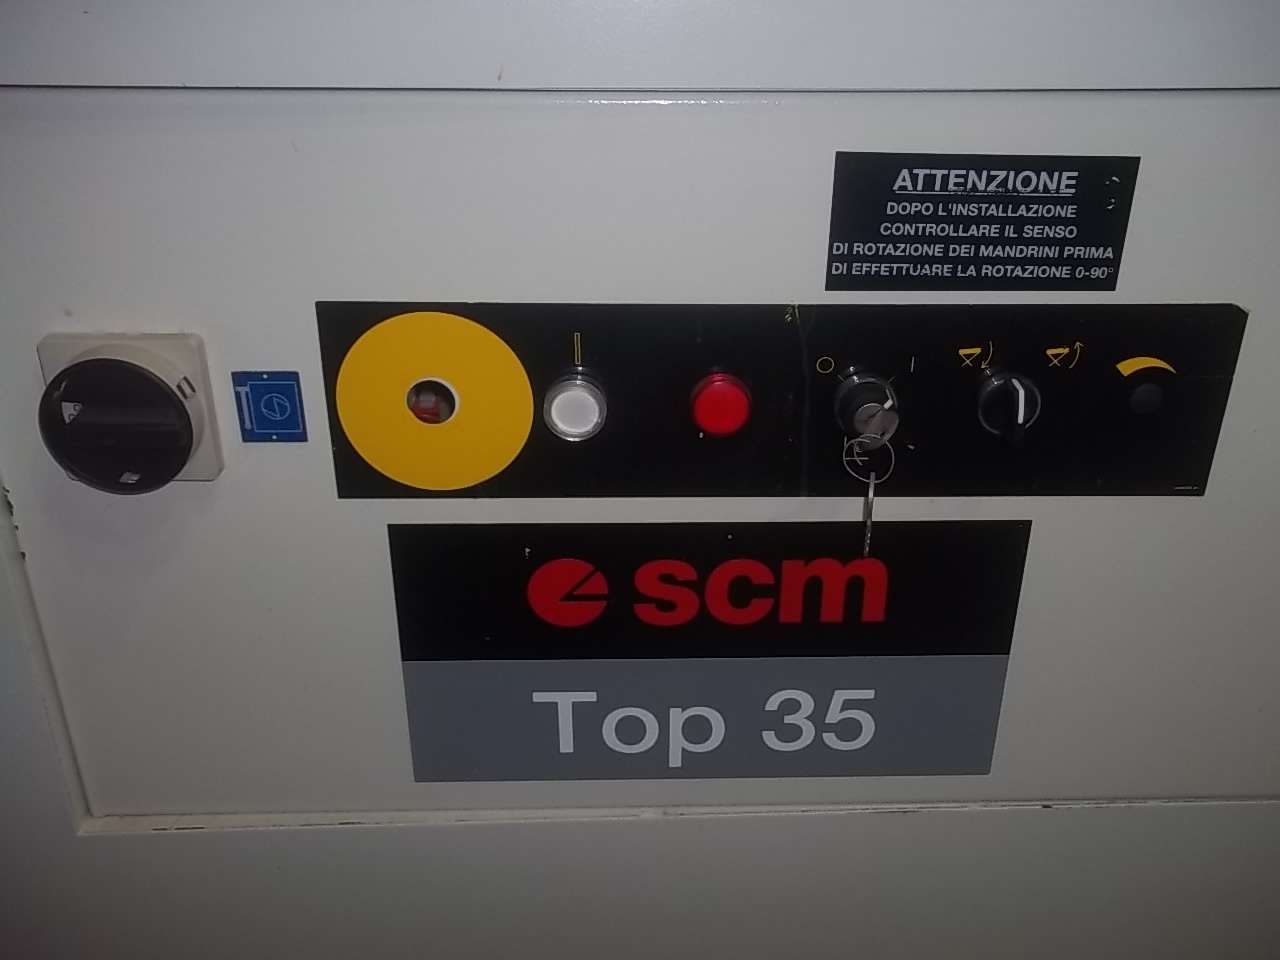 ATTENZIONE
DOPO L'INSTALLAZIONE
CONTROLLARE IL SENSO
DI ROTAZIONE DEI MANDRINI PRIMA
DI EFFETTUARE LA ROTAZIONE 0-90°
scm
Top 35